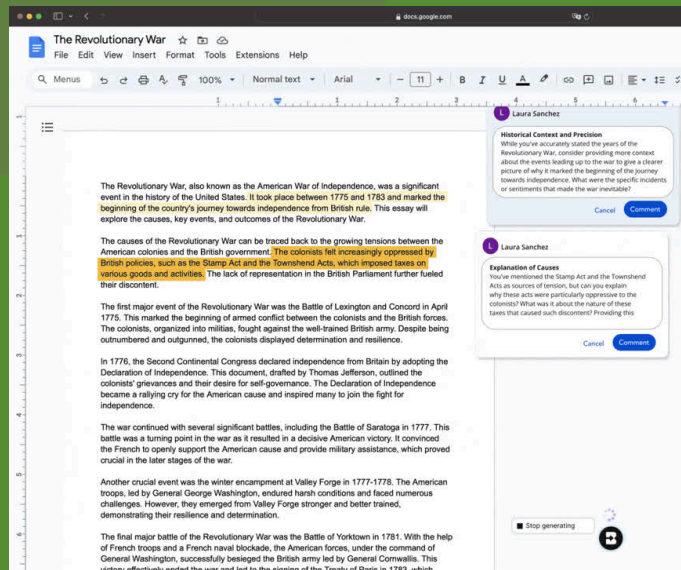 docs.google.com
The Revolutionary War
File Edit View Insert Format Tools Extensions Help
Menus 100% Normal text Arial 11 B I U A
1 1 2 3 4 5 6
L Laura Sanchez
Historical Context and Precision
While you've accurately stated the years of the
Revolutionary War, consider providing more context
about the events leading up to the war to give a clearer
picture of why it marked the beginning of the journey
towards independence. What were the specific incidents
or sentiments that made the war inevitable?
Cancel Comment
The Revolutionary War, also known as the American War of Independence, was a significant
event in the history of the United States. It took place between 1775 and 1783 and marked the
beginning of the country's journey towards independence from British rule. This essay will
explore the causes, key events, and outcomes of the Revolutionary War.
The causes of the Revolutionary War can be traced back to the growing tensions between the
American colonies and the British government. The colonists felt increasingly oppressed by
British policies, such as the Stamp Act and the Townshend Acts, which imposed taxes on
various goods and activities. The lack of representation in the British Parliament further fueled
their discontent.
L Laura Sanchez
Explanation of Causes
You've mentioned the Stamp Act and the Townshend
Acts as sources of tension, but can you explain
why these acts were particularly oppressive to the
colonists? What was it about the nature of these
taxes that caused such discontent? Providing this
Cancel Comment
The first major event of the Revolutionary War was the Battle of Lexington and Concord in April
1775. This marked the beginning of armed conflict between the colonists and the British forces.
The colonists, organized into militias, fought against the well-trained British army. Despite being
outnumbered and outgunned, the colonists displayed determination and resilience.
In 1776, the Second Continental Congress declared independence from Britain by adopting the
Declaration of Independence. This document, drafted by Thomas Jefferson, outlined the
colonists' grievances and their desire for self-governance. The Declaration of Independence
became a rallying cry for the American cause and inspired many to join the fight for
independence.
The war continued with several significant battles, including the Battle of Saratoga in 1777. This
battle was a turning point in the war as it resulted in a decisive American victory. It convinced
the French to openly support the American cause and provide military assistance, which proved
crucial in the later stages of the war.
Another crucial event was the winter encampment at Valley Forge in 1777-1778. The American
troops, led by General George Washington, endured harsh conditions and faced numerous
challenges. However, they emerged from Valley Forge stronger and better trained,
demonstrating their resilience and determination.
Stop generating
The final major battle of the Revolutionary War was the Battle of Yorktown in 1781. With the help
of French troops and a French naval blockade, the American forces, under the command of
General Washington, successfully besieged the British army led by General Cornwallis. This
victory effectively ended the war and led to the signing of the Treaty of Paris in 1783, which